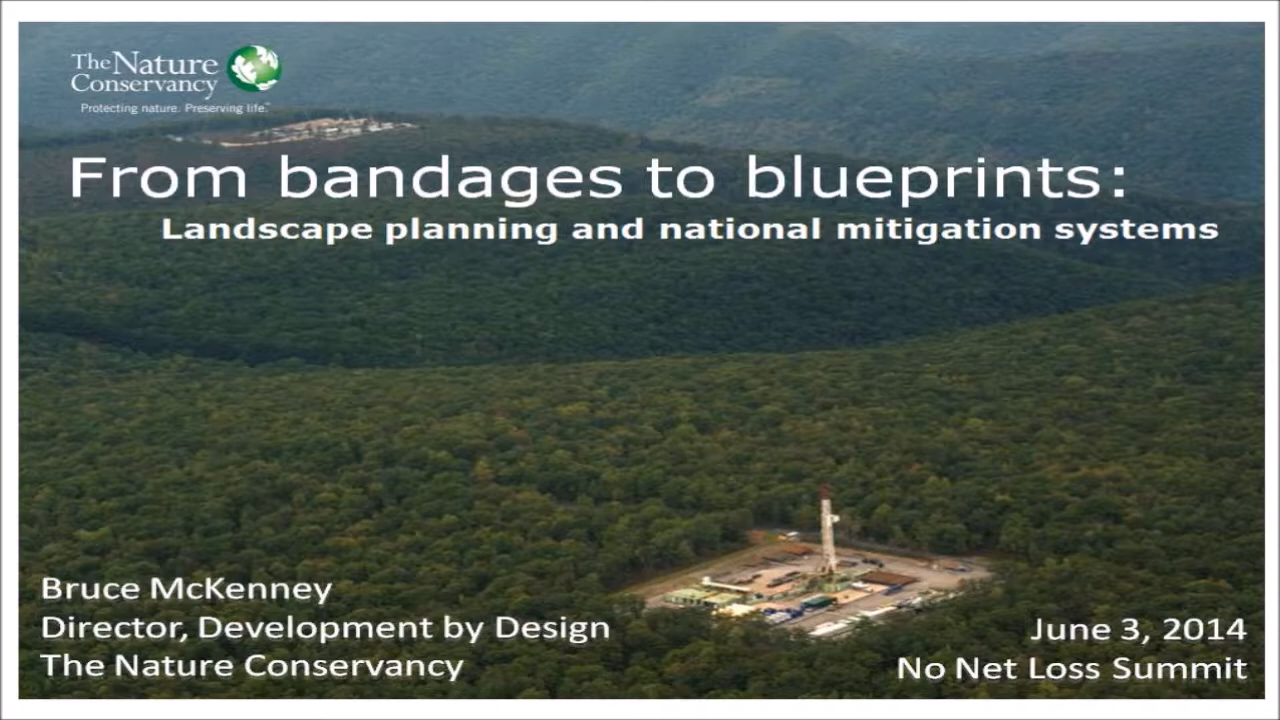 The Nature
Conservancy
Protecting nature. Preserving life.™
From bandages to blueprints:
Landscape planning and national mitigation systems
Bruce McKenney
Director, Development by Design
The Nature Conservancy
June 3, 2014
No Net Loss Summit